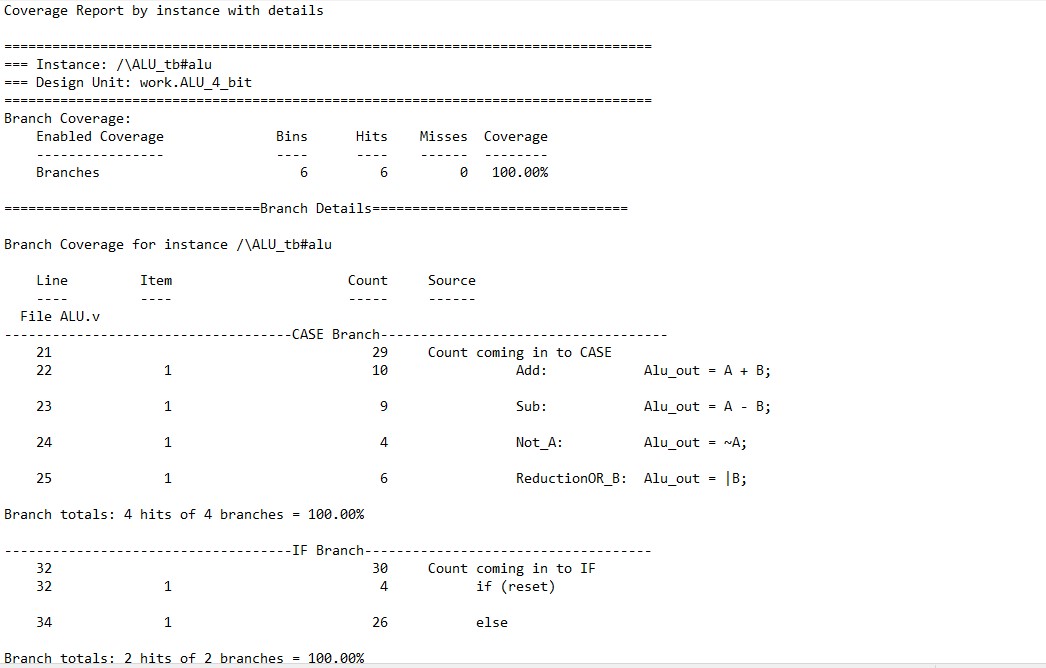 Coverage Report by instance with details
=================================================================================
=== Instance: /\ALU_tb#alu
=== Design Unit: work.ALU_4_bit
=================================================================================
Branch Coverage:
    Enabled Coverage              Bins      Hits    Misses  Coverage
    ----------------              ----      ----    ------  --------
    Branches                         6         6         0   100.00%
================================Branch Details================================
Branch Coverage for instance /\ALU_tb#alu
    Line         Item                      Count     Source
    ----         ----                      -----     ------
  File ALU.v
------------------------------------CASE Branch------------------------------------
    21                                        29     Count coming in to CASE
    22              1                         10                Add:            Alu_out = A + B;
    23              1                          9                Sub:            Alu_out = A - B;
    24              1                          4                Not_A:          Alu_out = ~A;
    25              1                          6                ReductionOR_B:  Alu_out = |B;
Branch totals: 4 hits of 4 branches = 100.00%
------------------------------------IF Branch------------------------------------
    32                                        30     Count coming in to IF
    32              1                          4           if (reset)
    34              1                         26           else
Branch totals: 2 hits of 2 branches = 100.00%